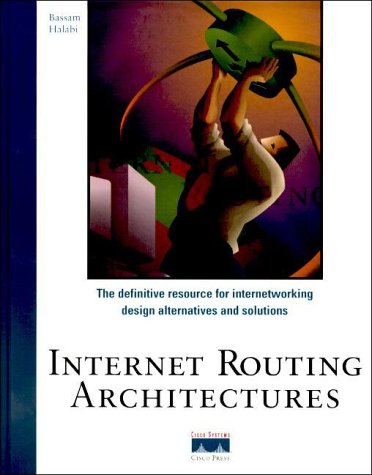 Bassam
Halabi
The definitive resource for internetworking
design alternatives and solutions
INTERNET ROUTING
ARCHITECTURES
CISCO SYSTEMS
CISCO PRESS